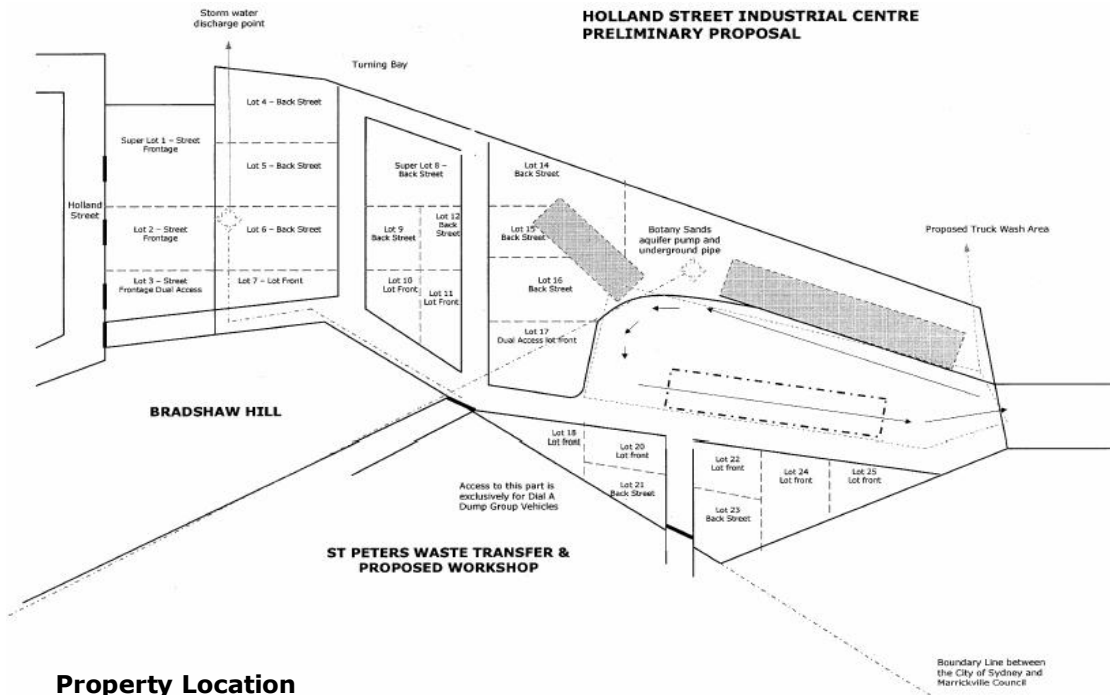 HOLLAND STREET INDUSTRIAL CENTRE
PRELIMINARY PROPOSAL
Storm water
discharge point
Turning Bay
Lot 4 – Back Street
Super Lot 1 – Street
Frontage
Lot 5 – Back Street
Super Lot 8 –
Back Street
Lot 14
Back Street
Holland
Street
Lot 2 – Street
Frontage
Lot 6 – Back Street
Lot 9
Back Street
Lot 12
Back
Street
Lot 15
Back Street
Botany Sands
aquifer pump and
underground pipe
Proposed Truck Wash Area
Lot 3 – Street
Frontage Dual Access
Lot 7 – Lot Front
Lot 10
Lot Front
Lot 11
Lot Front
Lot 16
Back Street
Lot 17
Dual Access lot front
BRADSHAW HILL
Lot 18
Lot front
Lot 20
Lot front
Lot 21
Back Street
Lot 22
Lot front
Lot 23
Back Street
Lot 24
Lot front
Lot 25
Lot front
Access to this part is
exclusively for Dial A
Dump Group Vehicles
ST PETERS WASTE TRANSFER &
PROPOSED WORKSHOP
Boundary Line between
the City of Sydney and
Marrickville Council
Property Location